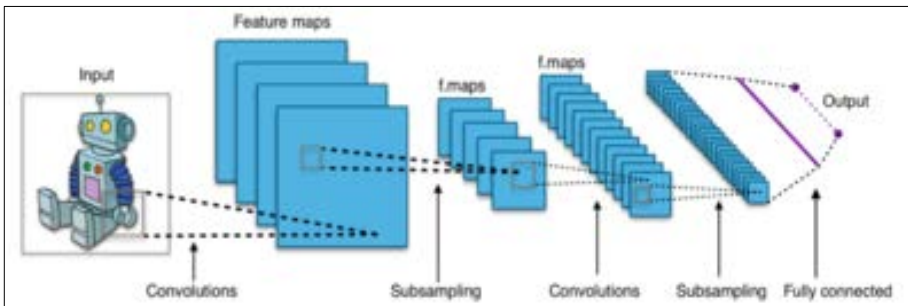 Feature maps
Input
f.maps
f.maps
Output
Convolutions
Subsampling
Convolutions
Subsampling
Fully connected